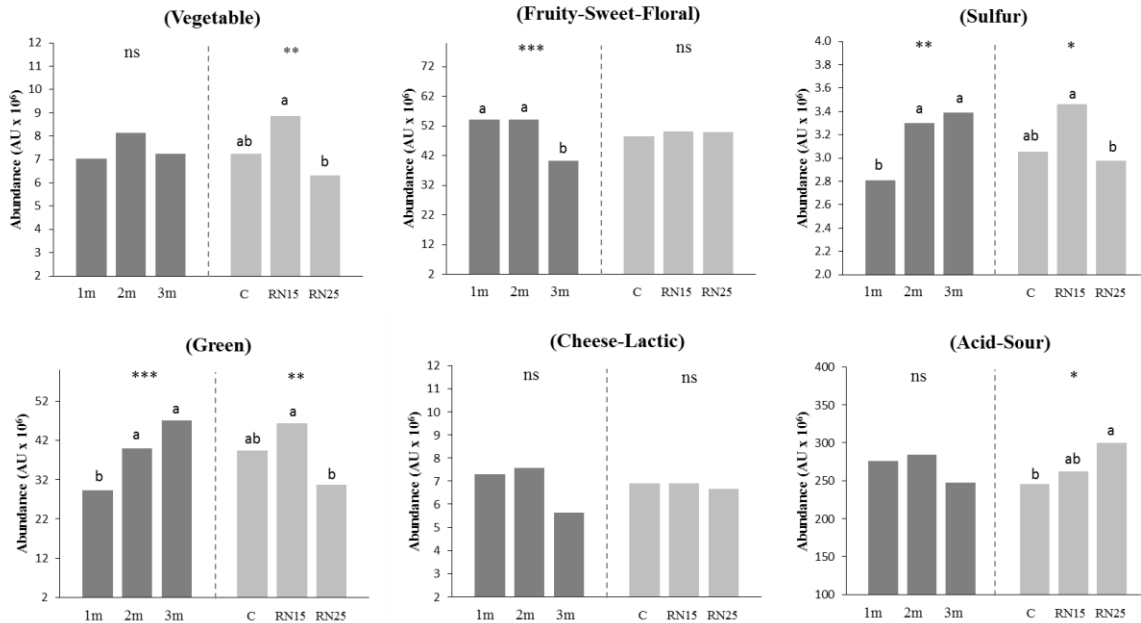 (Vegetable)
Abundance (AU x 10⁶)
12
11
10
9
8
7
6
5
4
3
2
ns
**
ab
a
b
1m 2m 3m C RN15 RN25
(Fruity-Sweet-Floral)
Abundance (AU x 10⁶)
72
62
52
42
32
22
12
2
***
ns
a a b
1m 2m 3m C RN15 RN25
(Sulfur)
Abundance (AU x 10⁶)
4.0
3.8
3.6
3.4
3.2
3.0
2.8
2.6
2.4
2.2
2.0
**
*
b a a ab a b
1m 2m 3m C RN15 RN25
(Green)
Abundance (AU x 10⁶)
52
42
32
22
12
2
***
**
b a a ab a b
1m 2m 3m C RN15 RN25
(Cheese-Lactic)
Abundance (AU x 10⁶)
12
11
10
9
8
7
6
5
4
3
2
ns
ns
1m 2m 3m C RN15 RN25
(Acid-Sour)
Abundance (AU x 10⁶)
400
350
300
250
200
150
100
ns
*
b ab a
1m 2m 3m C RN15 RN25